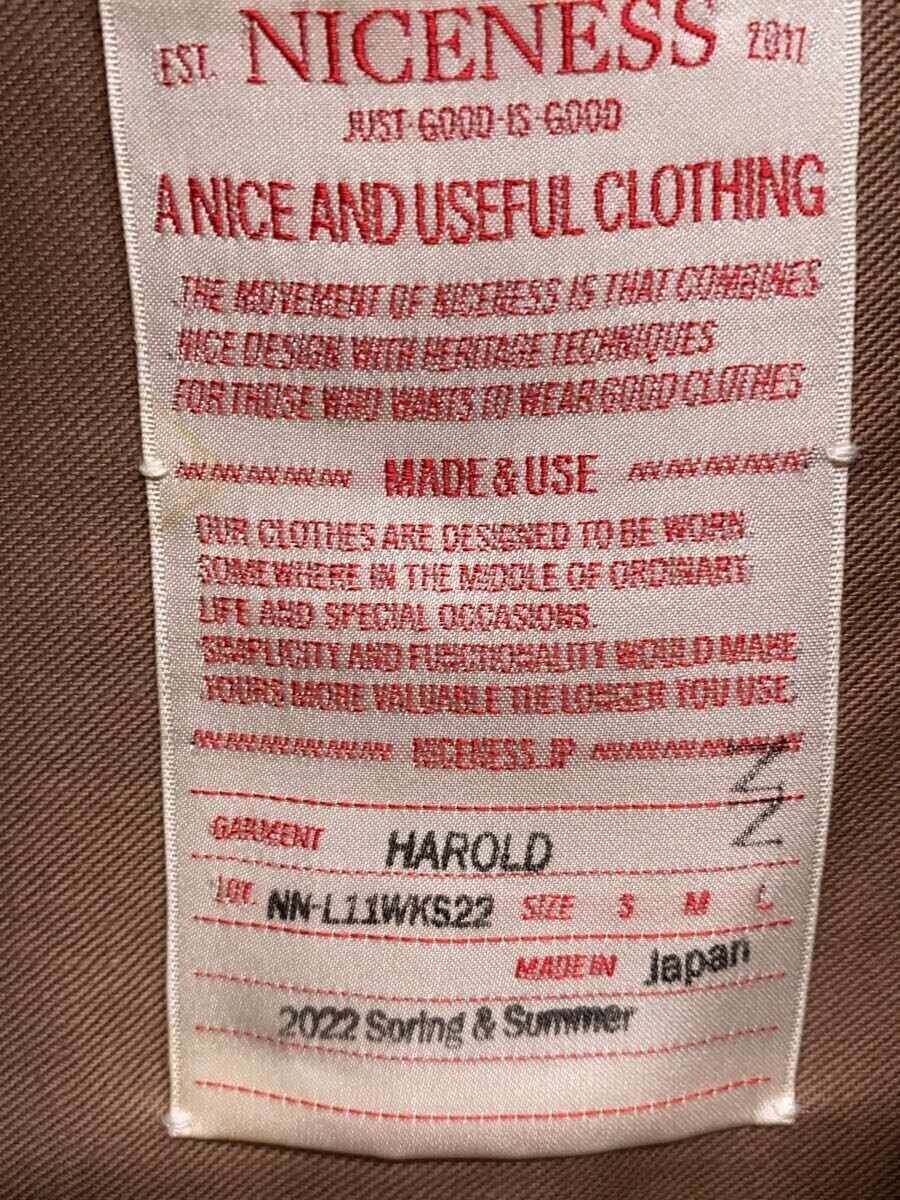 EST. NICENESS 2017
JUST·GOOD·IS·GOOD
A NICE AND USEFUL CLOTHING
THE MOVEMENT OF NICENESS IS THAT COMBINES
NICE DESIGN WITH HERITAGE TECHNIQUES
FOR THOSE WHO WANTS TO WEAR GOOD CLOTHES
MADE & USE
OUR CLOTHES ARE DESIGNED TO BE WORN
SOMEWHERE IN THE MIDDLE OF ORDINARY
LIFE AND SPECIAL OCCASIONS.
SIMPLICITY AND FUNCTIONALITY WOULD MAKE
YOURS MORE VALUABLE THE LONGER YOU USE.
NICENESS.JP
GARMENT HAROLD
LOT. NN-L11WKS22 SIZE S M L
MADE IN Japan
2022 Spring & Summer